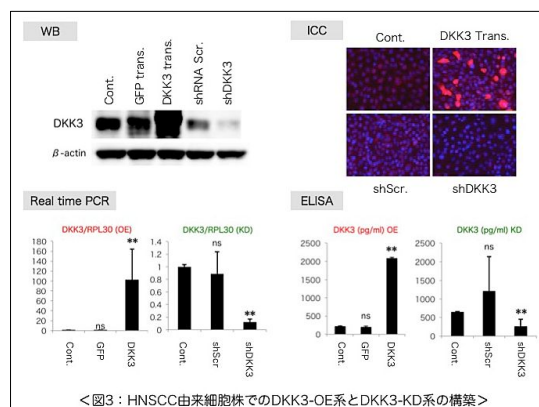 WB
Cont.
GFP trans.
DKK3 trans.
shRNA Scr.
shDKK3
DKK3
β-actin
ICC
Cont.
DKK3 Trans.
shScr.
shDKK3
Real time PCR
DKK3/RPL30 (OE)
180
160
140
120
100
80
60
40
20
0
ns
**
Cont.
GFP
DKK3
DKK3/RPL30 (KD)
1.4
1.2
1
0.8
0.6
0.4
0.2
0
ns
**
Cont.
shScr
shDKK3
ELISA
DKK3 (pg/ml) OE
2500
2000
1500
1000
500
0
ns
**
Cont.
GFP
DKK3
DKK3 (pg/ml) KD
2500
2000
1500
1000
500
0
ns
**
Cont.
shScr
shDKK3
<図3：HNSCC由来細胞株でのDKK3-OE系とDKK3-KD系の構築>